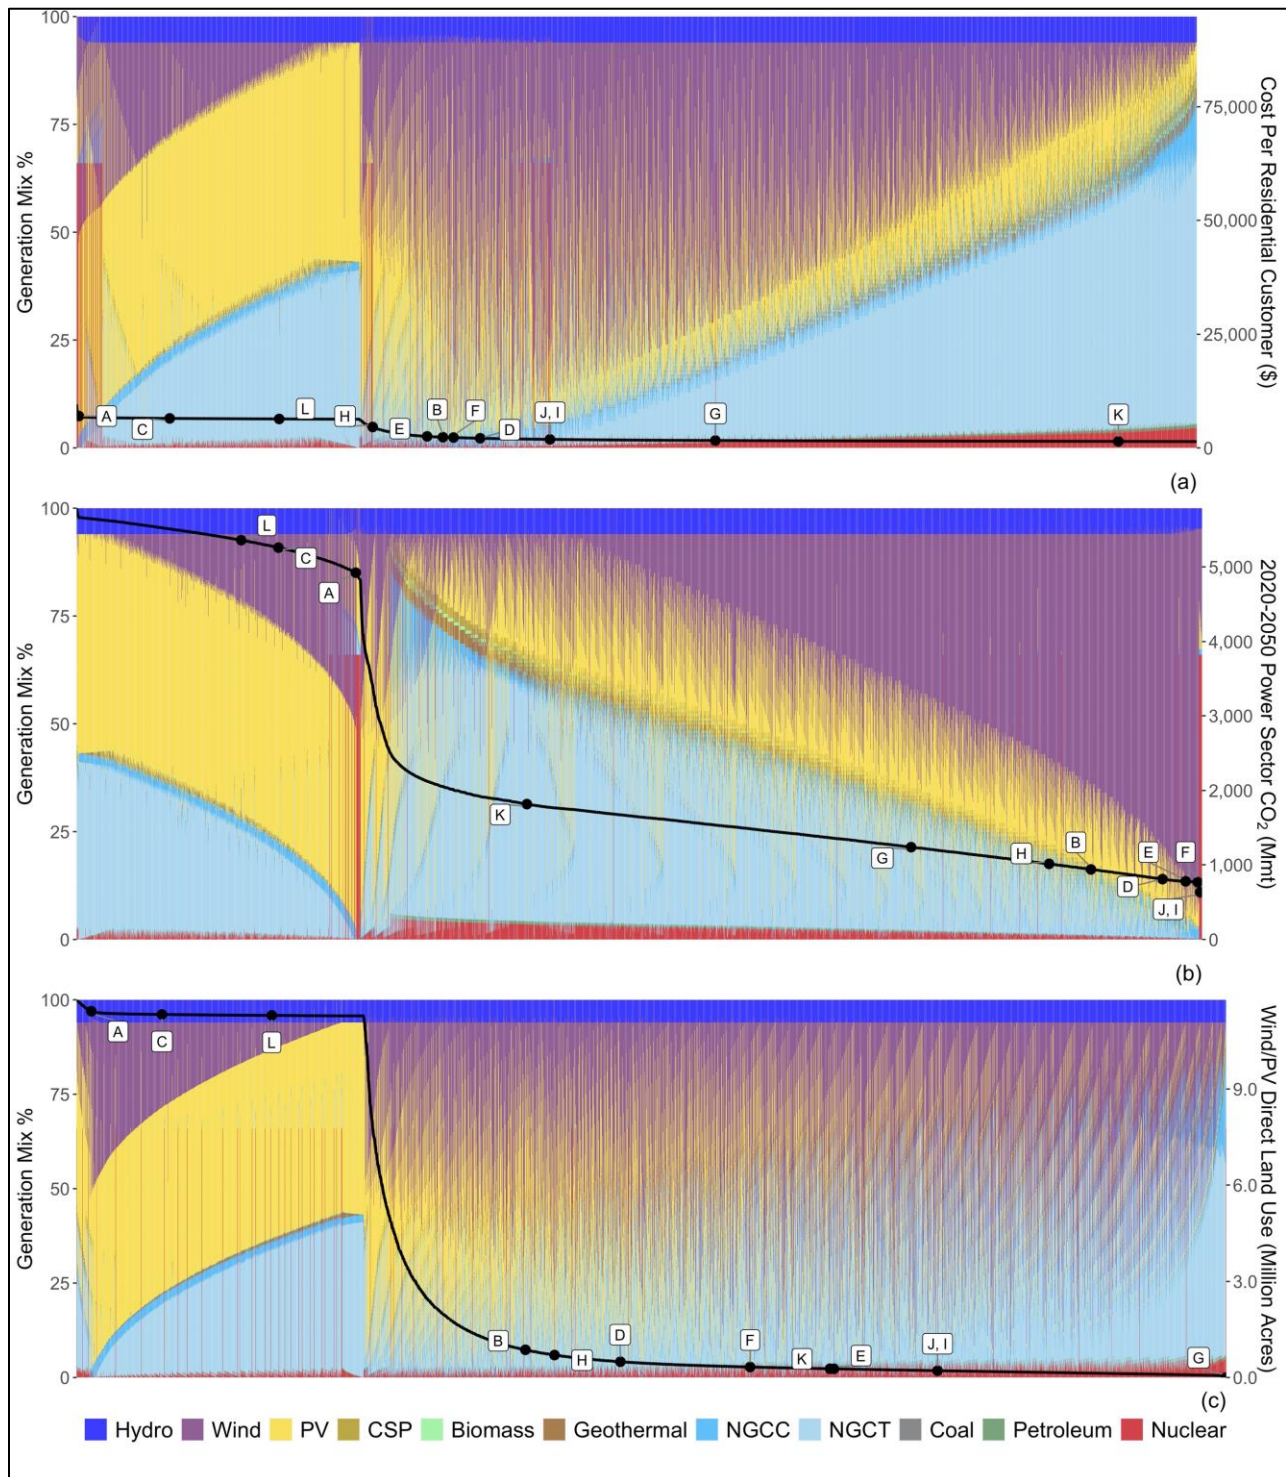 100
75
50
25
0
Generation Mix %
75,000
50,000
25,000
0
Cost Per Residential Customer ($)
A
C
L
H
E
B
F
D
J, I
G
K
(a)
100
75
50
25
0
Generation Mix %
5,000
4,000
3,000
2,000
1,000
0
2020-2050 Power Sector CO₂ (Mmt)
L
C
A
K
G
H
B
E
F
D
J, I
(b)
100
75
50
25
0
Generation Mix %
9.0
6.0
3.0
0.0
Wind/PV Direct Land Use (Million Acres)
A
C
L
B
H
D
F
K
E
J, I
G
(c)
Hydro Wind PV CSP Biomass Geothermal NGCC NGCT Coal Petroleum Nuclear